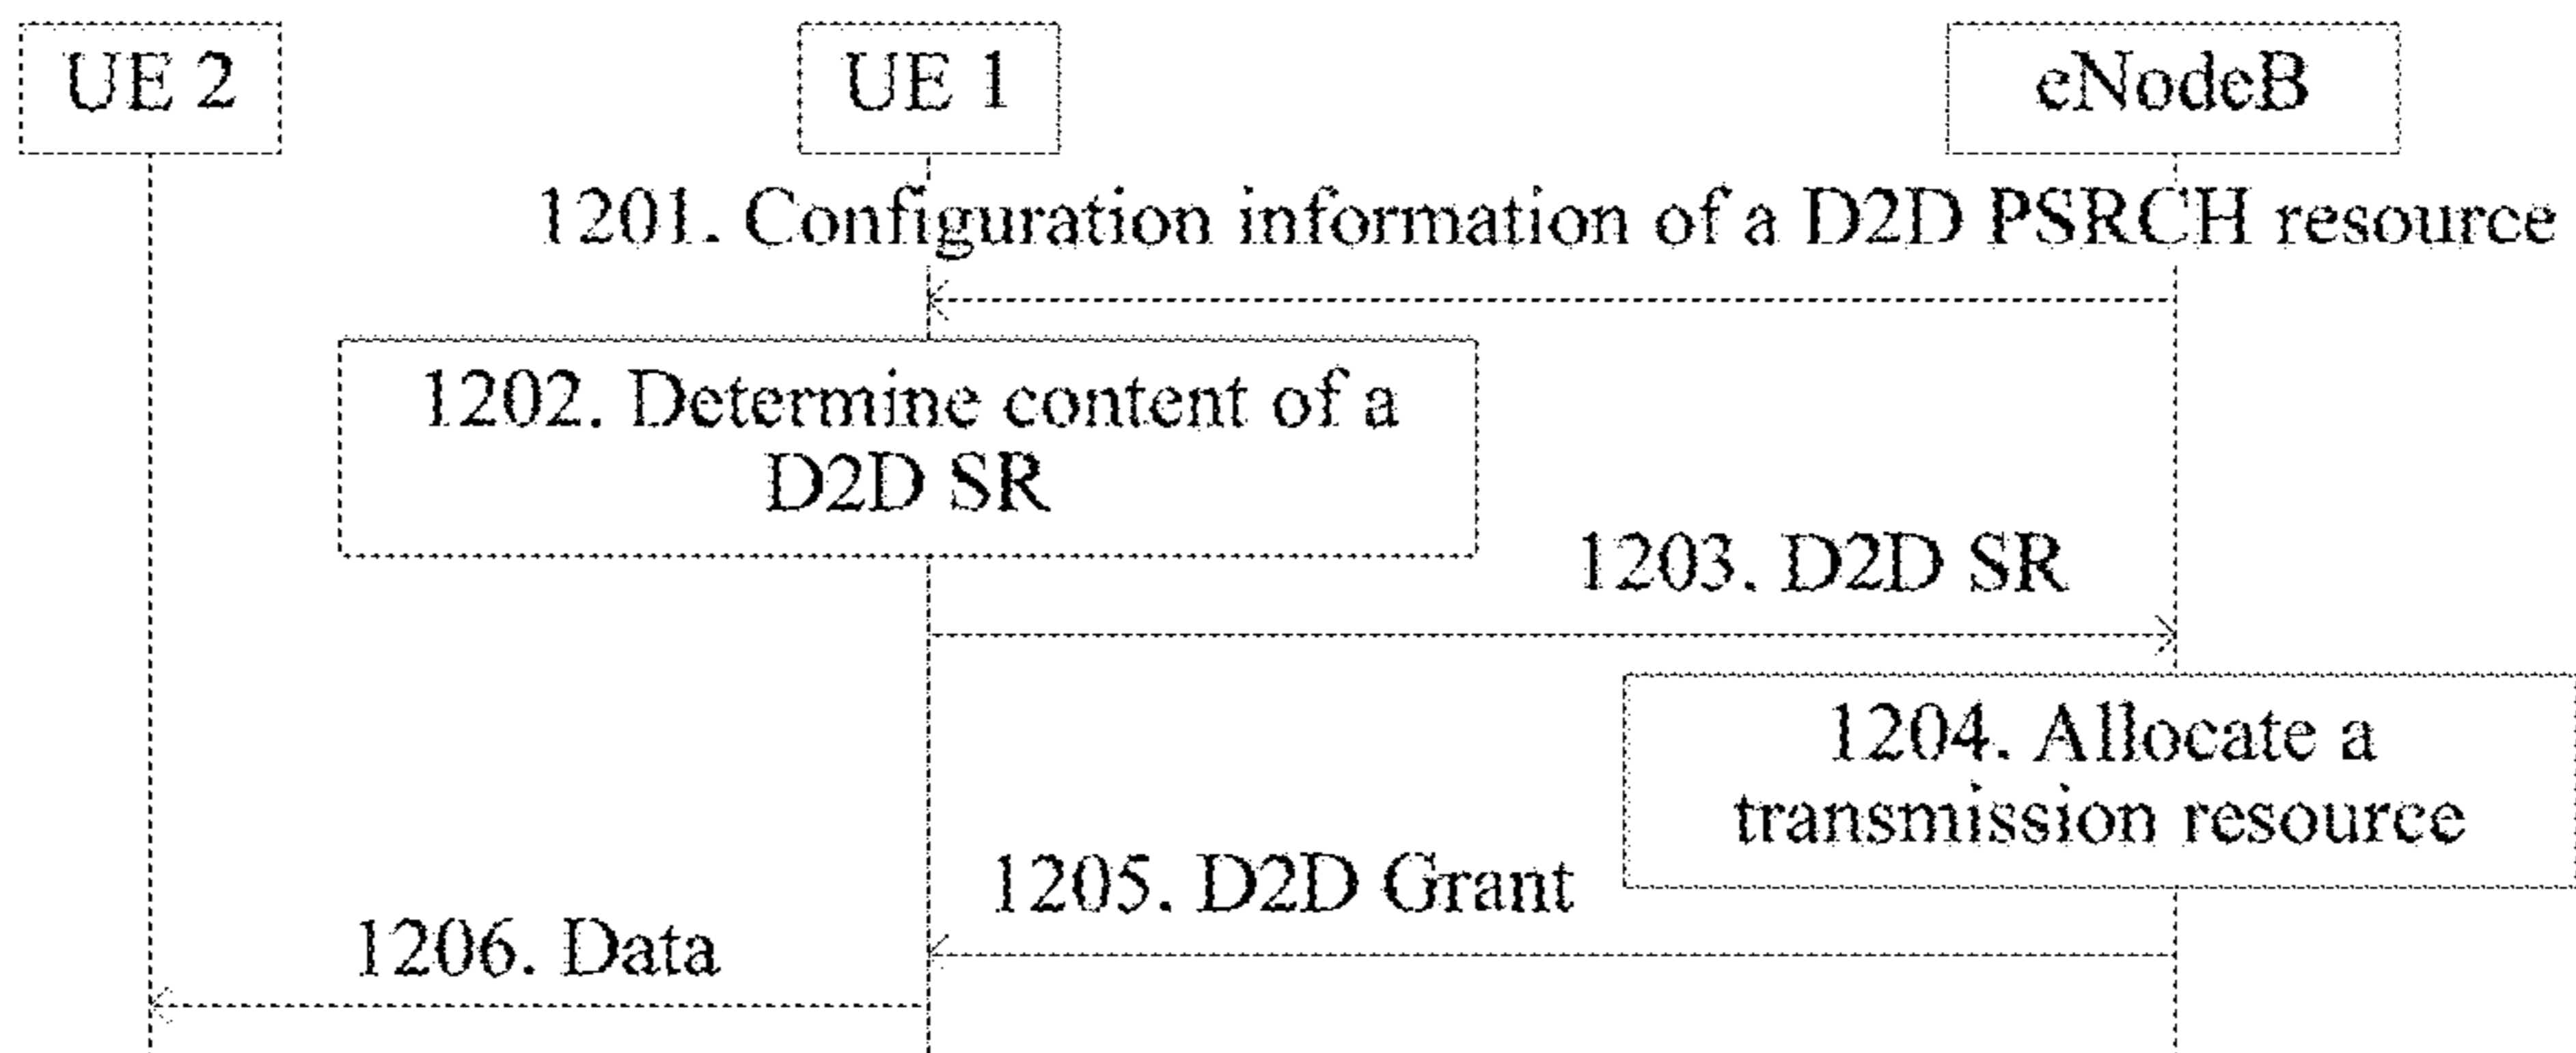 UE 2
UE 1
eNodeB
1201. Configuration information of a D2D PSRCH resource
1202. Determine content of a
D2D SR
1203. D2D SR
1204. Allocate a
transmission resource
1205. D2D Grant
1206. Data